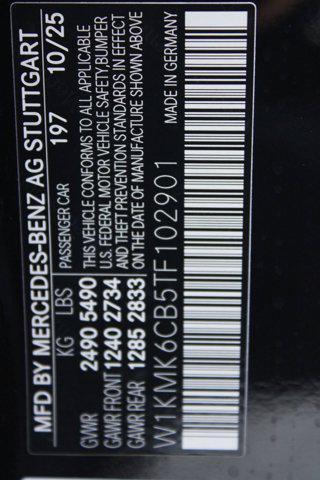 MFD BY MERCEDES-BENZ AG STUTTGART
PASSENGER CAR 197 10/25
KG LBS
GVWR 2490 5490
GAWR FRONT 1240 2734
GAWR REAR 1285 2833
THIS VEHICLE CONFORMS TO ALL APPLICABLE
U.S. FEDERAL MOTOR VEHICLE SAFETY,BUMPER
AND THEFT PREVENTION STANDARDS IN EFFECT
ON THE DATE OF MANUFACTURE SHOWN ABOVE
W1KMK6CB5TF102901 MADE IN GERMANY